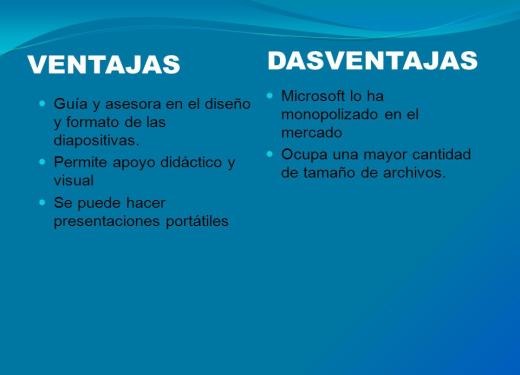 VENTAJAS
Guía y asesora en el diseño
y formato de las
diapositivas.
Permite apoyo didáctico y
visual
Se puede hacer
presentaciones portátiles
DASVENTAJAS
Microsoft lo ha
monopolizado en el
mercado
Ocupa una mayor cantidad
de tamaño de archivos.